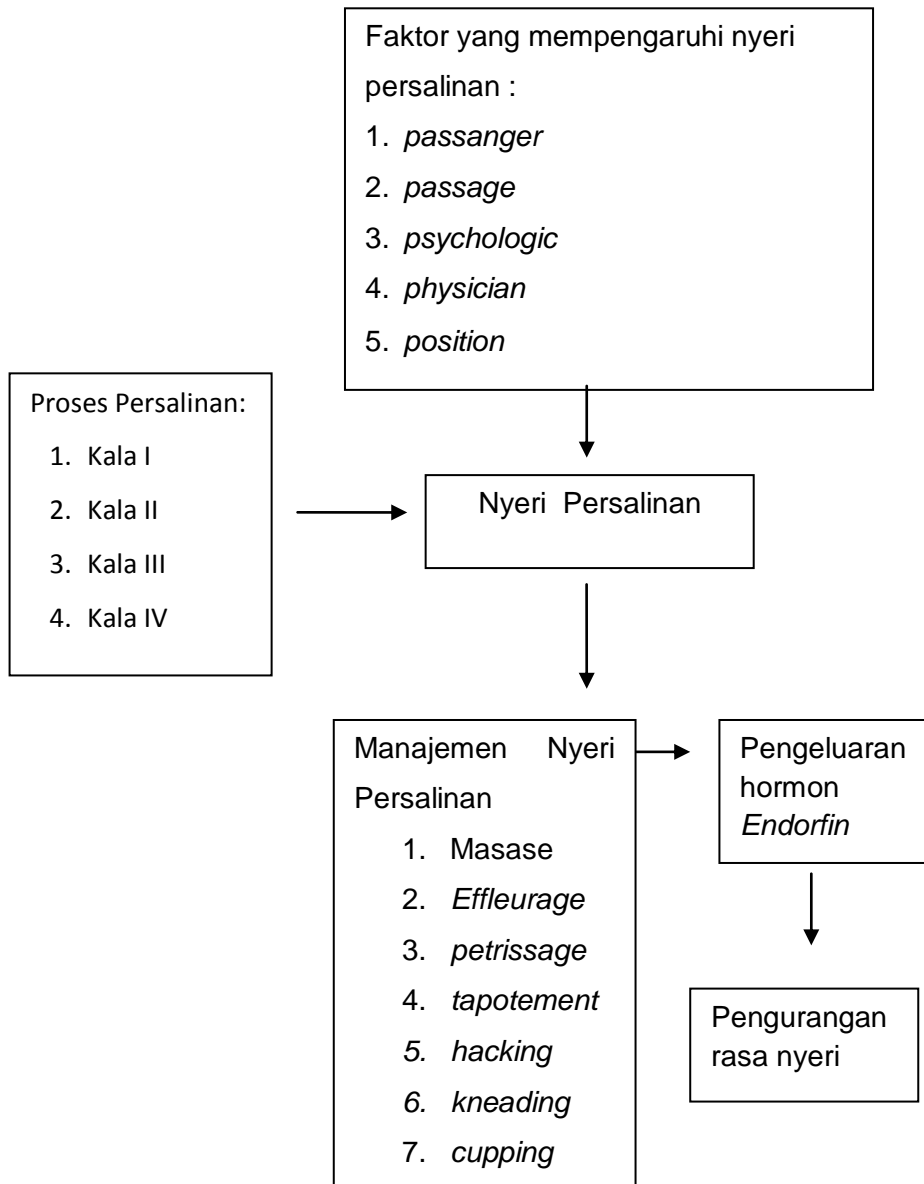 Faktor yang mempengaruhi nyeri
persalinan :
1. passanger
2. passage
3. psychologic
4. physician
5. position
Proses Persalinan:
1. Kala I
2. Kala II
3. Kala III
4. Kala IV
Nyeri Persalinan
Manajemen Nyeri
Persalinan
1. Masase
2. Effleurage
3. petrissage
4. tapotement
5. hacking
6. kneading
7. cupping
Pengeluaran
hormon
Endorfin
Pengurangan
rasa nyeri